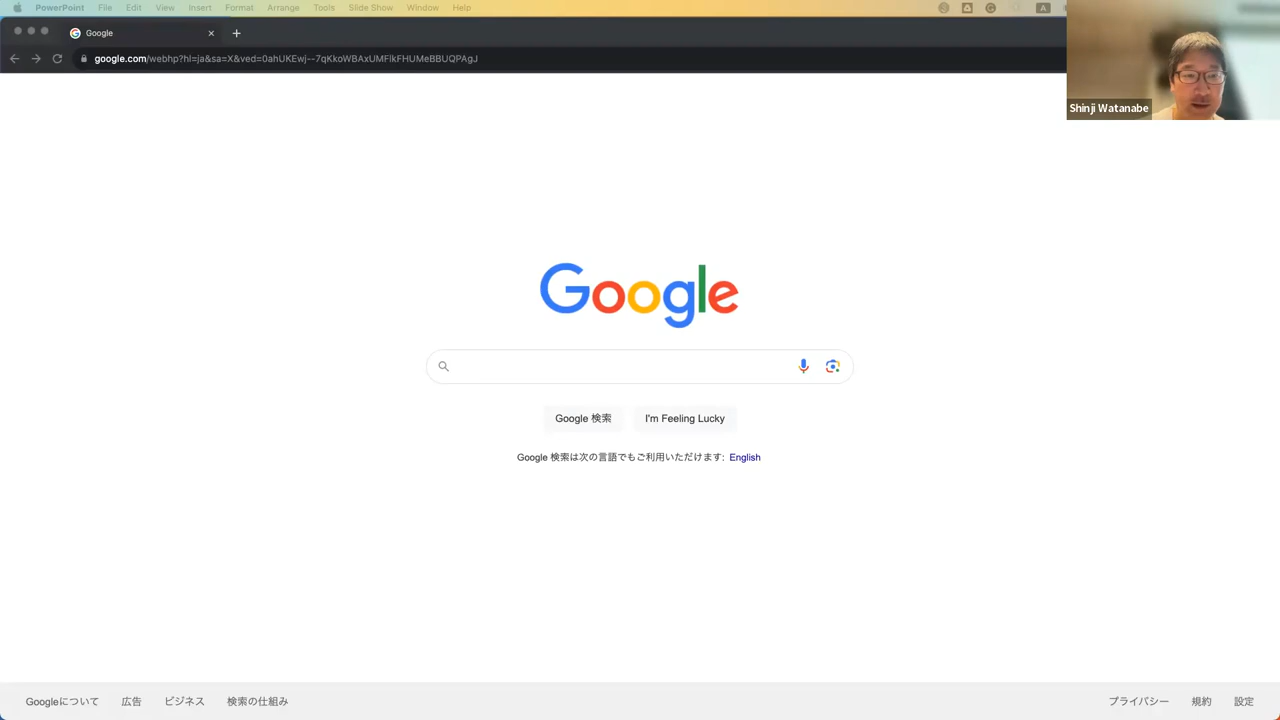 PowerPoint File Edit View Insert Format Arrange Tools Slide Show Window Help
Google
google.com/webhp?hl=ja&sa=X&ved=0ahUKEwj--7qKkoWBAxUMFIkFHUMeBBUQPAgJ
Shinji Watanabe
Google
Google 検索 I'm Feeling Lucky
Google 検索は次の言語でもご利用いただけます: English
Googleについて 広告 ビジネス 検索の仕組み プライバシー 規約 設定